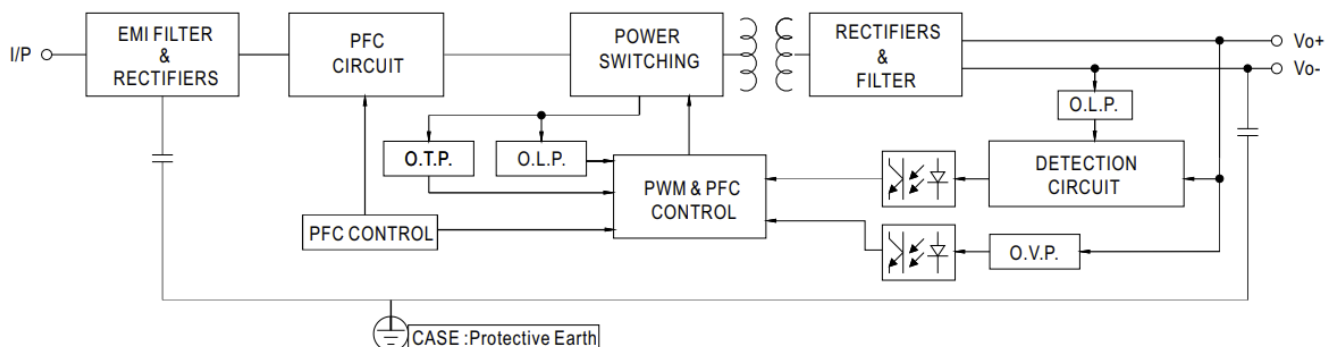 I/P
EMI FILTER
&
RECTIFIERS
PFC
CIRCUIT
POWER
SWITCHING
RECTIFIERS
&
FILTER
Vo+
Vo-
O.L.P.
O.T.P.
O.L.P.
PWM & PFC
CONTROL
DETECTION
CIRCUIT
PFC CONTROL
O.V.P.
CASE :Protective Earth